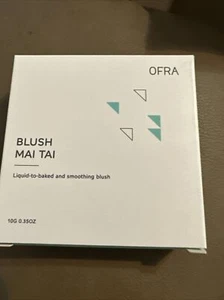 OFRA
BLUSH
MAI TAI
Liquid-to-baked and smoothing blush
10G 0.35OZ